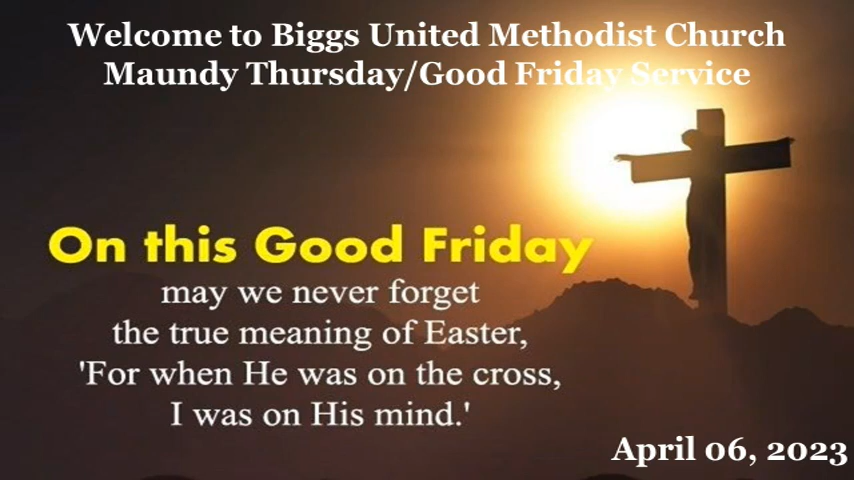 Welcome to Biggs United Methodist Church
Maundy Thursday/Good Friday Service
On this Good Friday
may we never forget
the true meaning of Easter,
'For when He was on the cross,
I was on His mind.'
April 06, 2023